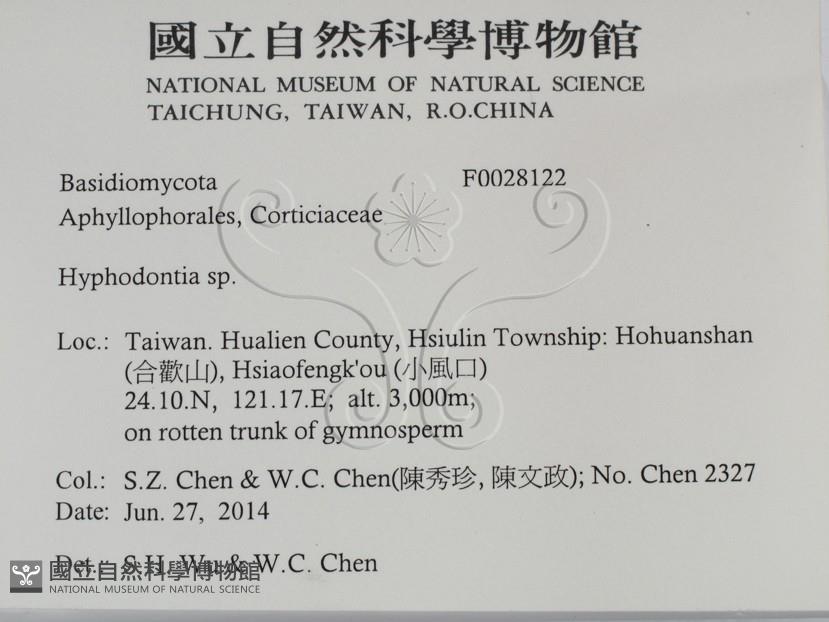 國立自然科學博物館
NATIONAL MUSEUM OF NATURAL SCIENCE
TAICHUNG, TAIWAN, R.O.CHINA
Basidiomycota F0028122
Aphyllophorales, Corticiaceae
Hyphodontia sp.
Loc.: Taiwan. Hualien County, Hsiulin Township: Hohuanshan
(合歡山), Hsiaofengk'ou (小風口)
24.10.N, 121.17.E; alt. 3,000m;
on rotten trunk of gymnosperm
Col.: S.Z. Chen & W.C. Chen(陳秀珍, 陳文政); No. Chen 2327
Date: Jun. 27, 2014
Det.: S.H. Wu & W.C. Chen
國立自然科學博物館
NATIONAL MUSEUM OF NATURAL SCIENCE